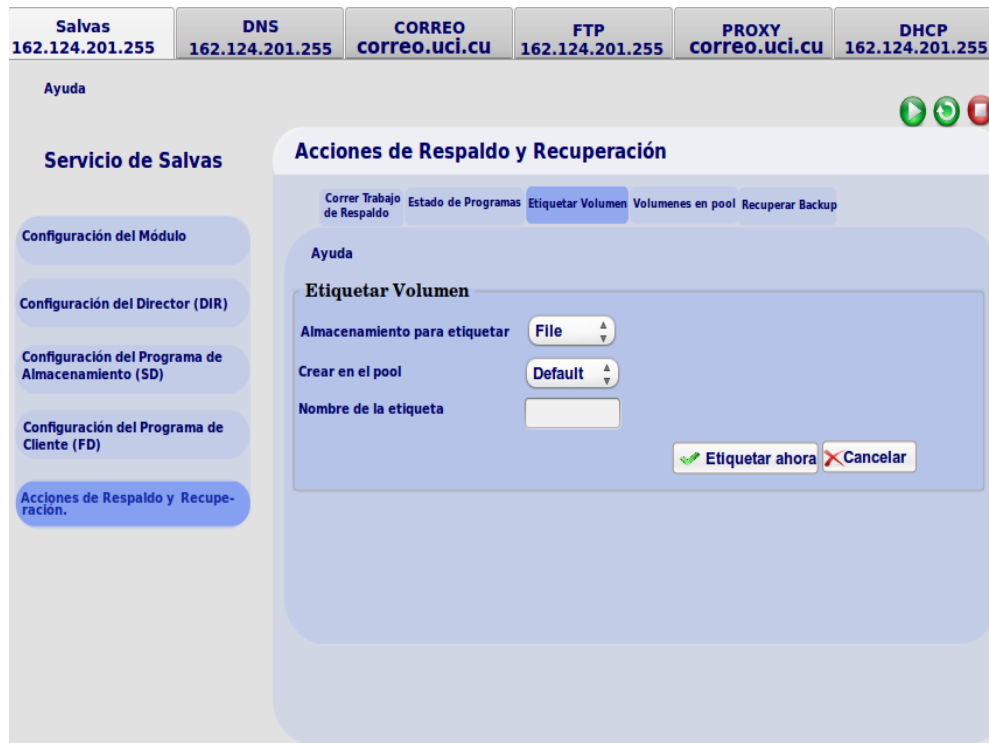 Salvas
162.124.201.255
DNS
162.124.201.255
CORREO
correo.uci.cu
FTP
162.124.201.255
PROXY
correo.uci.cu
DHCP
162.124.201.255
Ayuda
Servicio de Salvas
Configuración del Módulo
Configuración del Director (DIR)
Configuración del Programa de
Almacenamiento (SD)
Configuración del Programa de
Cliente (FD)
Acciones de Respaldo y Recupe-
ración.
Acciones de Respaldo y Recuperación
Correr Trabajo
de Respaldo
Estado de Programas
Etiquetar Volumen
Volumenes en pool
Recuperar Backup
Ayuda
Etiquetar Volumen
Almacenamiento para etiquetar
File
Crear en el pool
Default
Nombre de la etiqueta
Etiquetar ahora
Cancelar